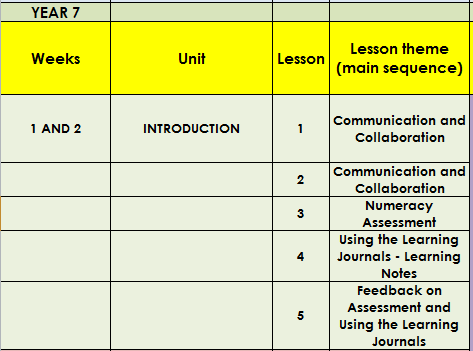 YEAR 7
Weeks Unit Lesson Lesson theme
(main sequence)
1 AND 2 INTRODUCTION 1 Communication and
Collaboration
2 Communication and
Collaboration
3 Numeracy
Assessment
4 Using the Learning
Journals - Learning
Notes
5 Feedback on
Assessment and
Using the Learning
Journals